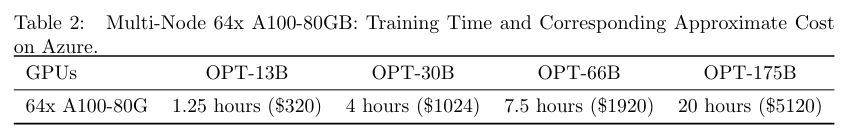 Table 2: Multi-Node 64x A100-80GB: Training Time and Corresponding Approximate Cost
on Azure.
GPUs OPT-13B OPT-30B OPT-66B OPT-175B
64x A100-80G 1.25 hours ($320) 4 hours ($1024) 7.5 hours ($1920) 20 hours ($5120)